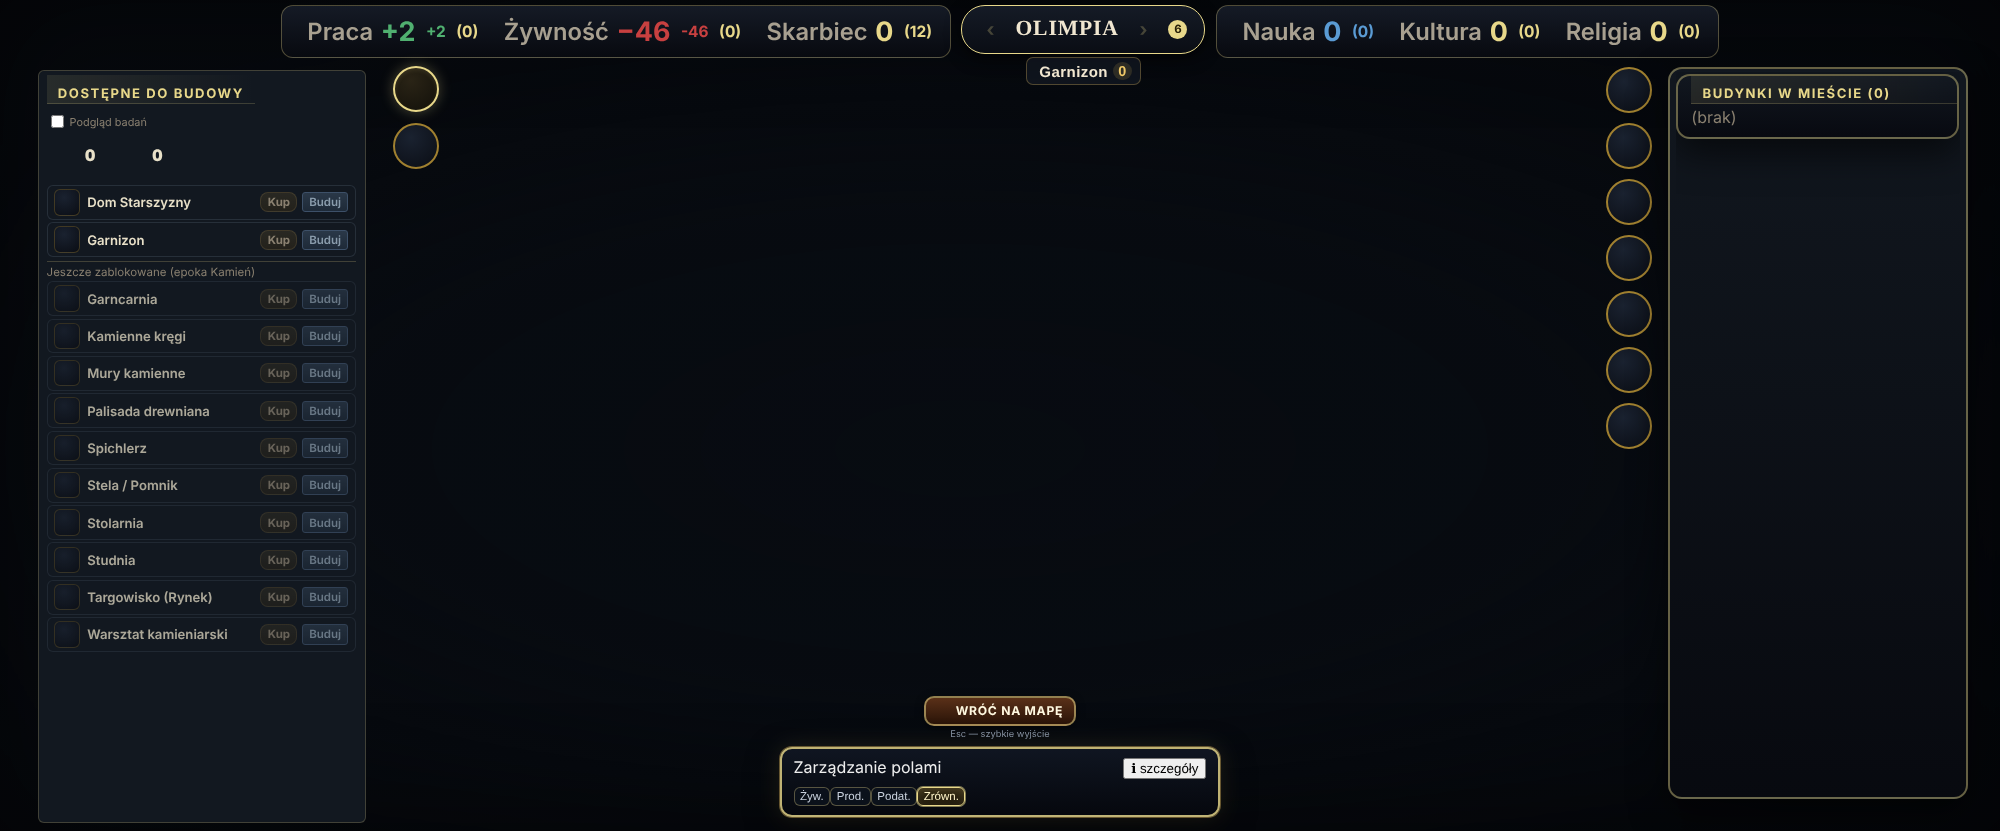 Praca +2 +2 (0) Żywność −46 -46 (0) Skarbiec 0 (12)
‹ OLIMPIA › 6
Nauka 0 (0) Kultura 0 (0) Religia 0 (0)
Garnizon 0
DOSTĘPNE DO BUDOWY
Podgląd badań
0 0
Dom Starszyzny Kup Buduj
Garnizon Kup Buduj
Jeszcze zablokowane (epoka Kamień)
Garncarnia Kup Buduj
Kamienne kręgi Kup Buduj
Mury kamienne Kup Buduj
Palisada drewniana Kup Buduj
Spichlerz Kup Buduj
Stela / Pomnik Kup Buduj
Stolarnia Kup Buduj
Studnia Kup Buduj
Targowisko (Rynek) Kup Buduj
Warsztat kamieniarski Kup Buduj
WRÓĆ NA MAPĘ
Esc — szybkie wyjście
Zarządzanie polami ℹ szczegóły
Żyw. Prod. Podat. Zrówn.
BUDYNKI W MIEŚCIE (0)
(brak)